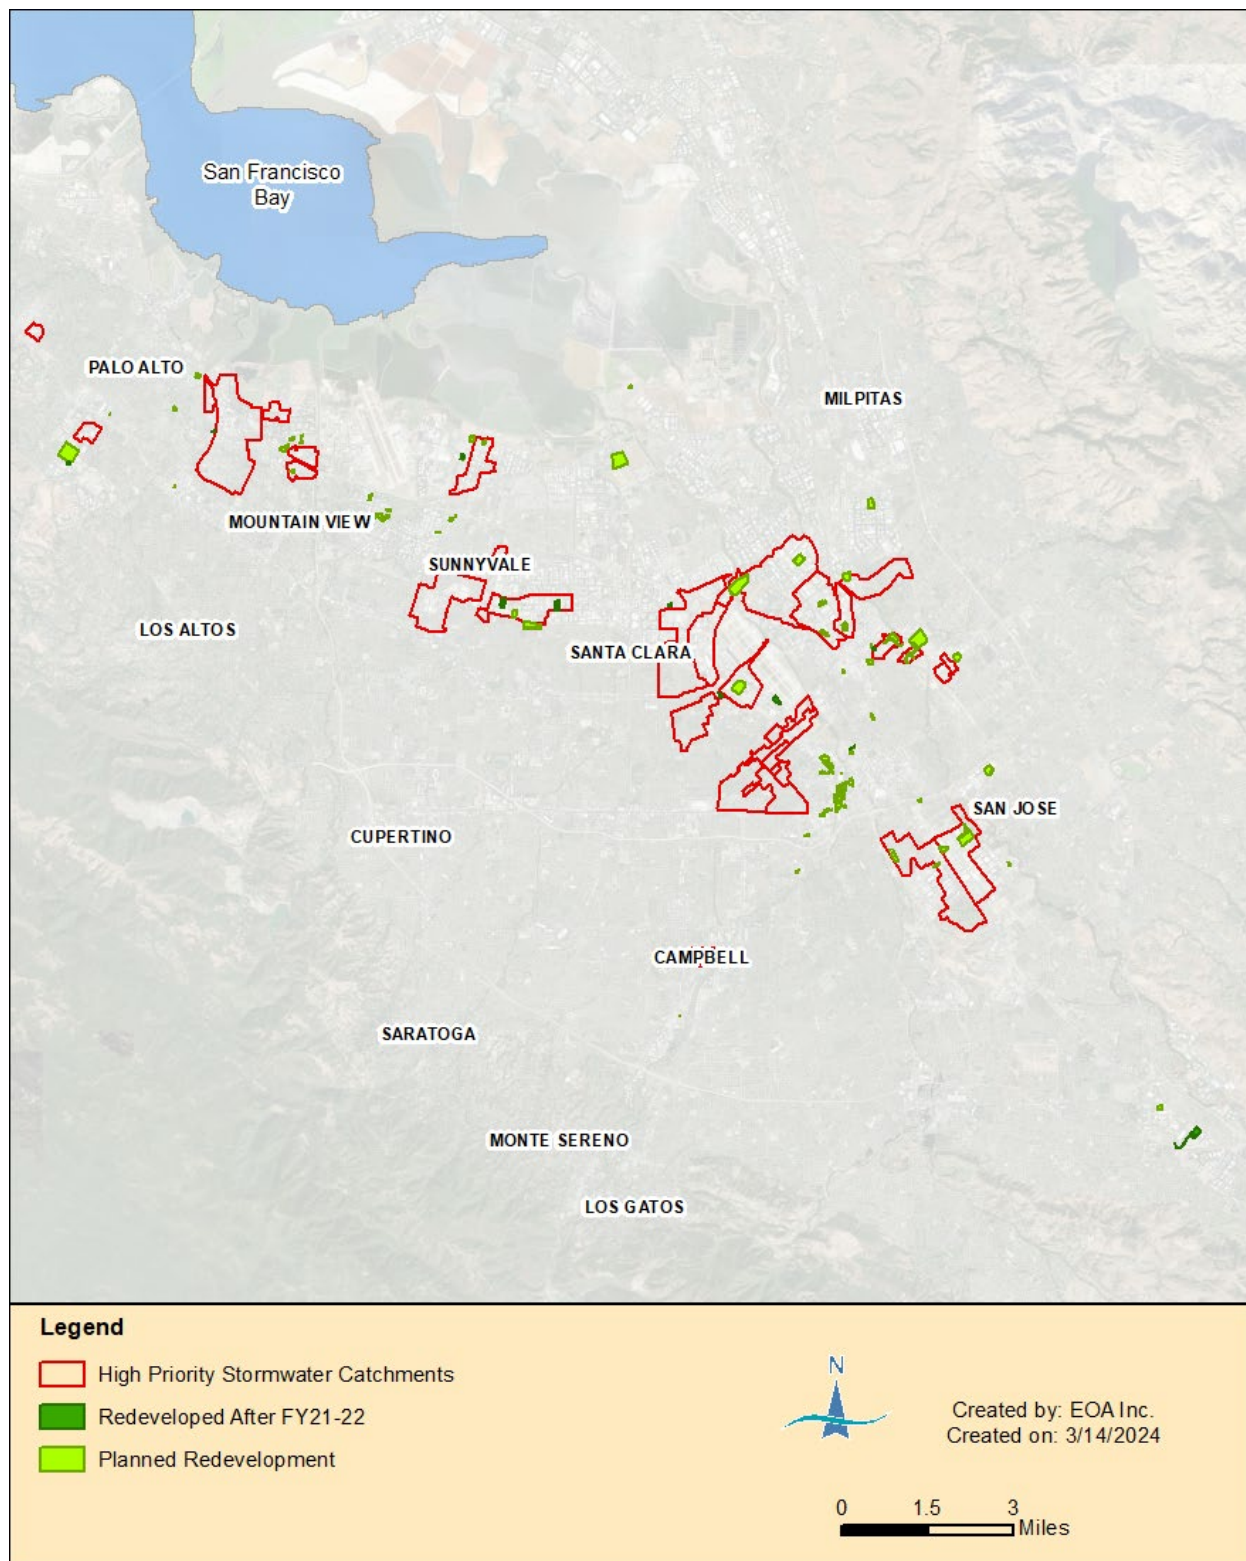 San Francisco
Bay
PALO ALTO
MILPITAS
MOUNTAIN VIEW
SUNNYVALE
LOS ALTOS
SANTA CLARA
SAN JOSE
CUPERTINO
CAMPBELL
SARATOGA
MONTE SERENO
LOS GATOS
Legend
High Priority Stormwater Catchments
Redeveloped After FY21-22
Planned Redevelopment
N
Created by: EOA Inc.
Created on: 3/14/2024
0 1.5 3
Miles